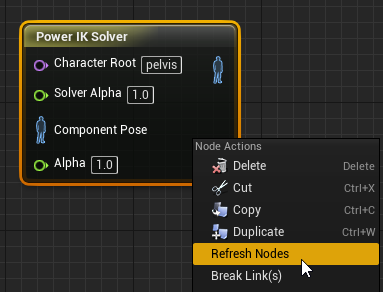 Power IK Solver
Character Root pelvis
Solver Alpha 1.0
Component Pose
Alpha 1.0
Node Actions
Delete Delete
Cut Ctrl+X
Copy Ctrl+C
Duplicate Ctrl+W
Refresh Nodes
Break Link(s)